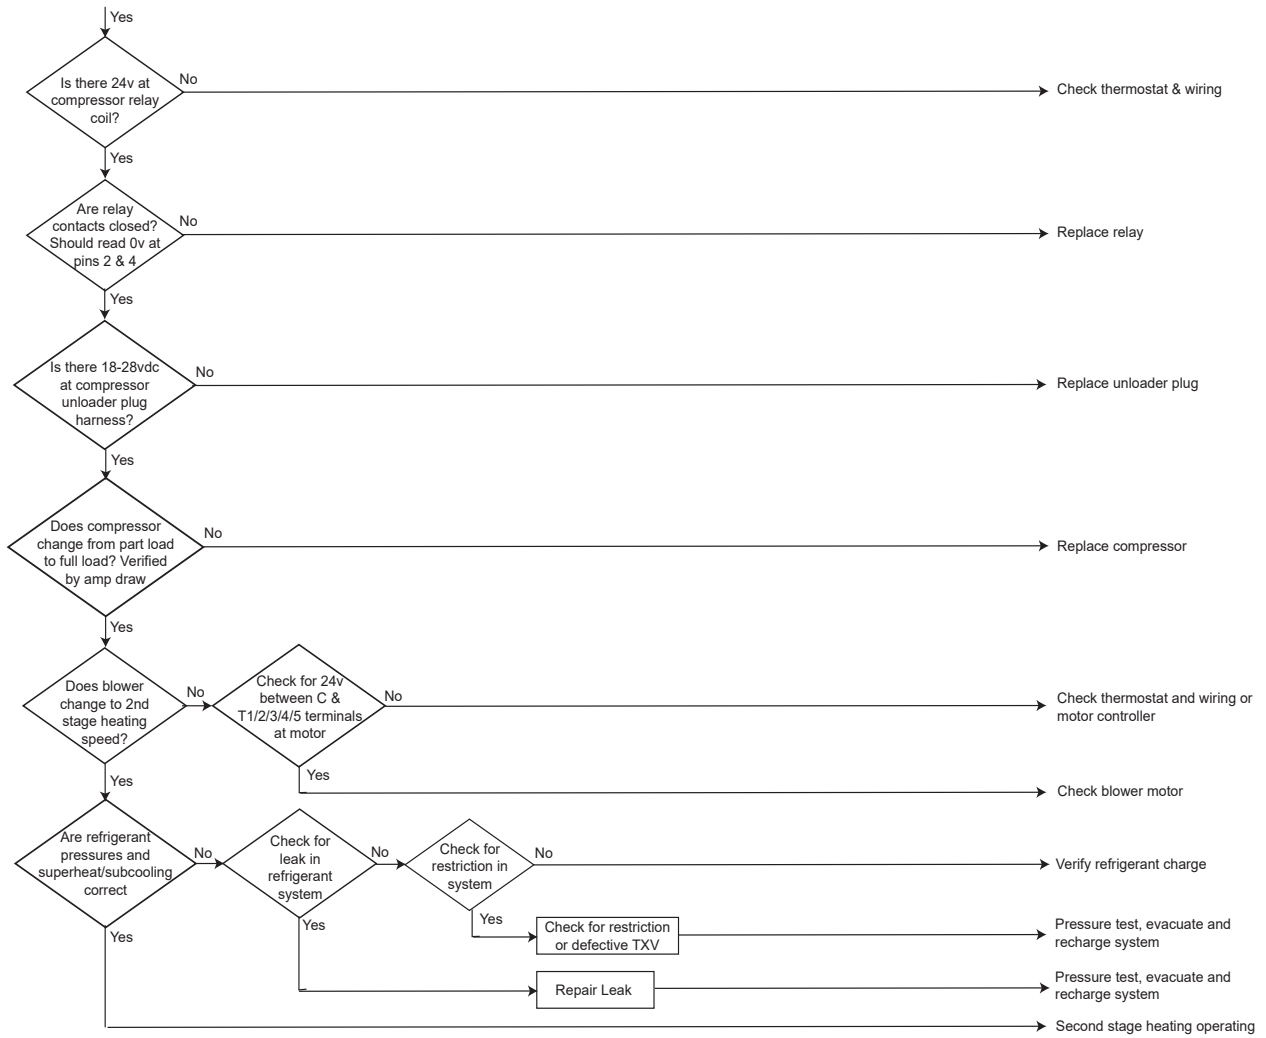 Yes
Is there 24v at
compressor relay
coil?
No
Check thermostat & wiring
Yes
Are relay
contacts closed?
Should read 0v at
pins 2 & 4
No
Replace relay
Yes
Is there 18-28vdc
at compressor
unloader plug
harness?
No
Replace unloader plug
Yes
Does compressor
change from part load
to full load? Verified
by amp draw
No
Replace compressor
Yes
Does blower
change to 2nd
stage heating
speed?
No
Check for 24v
between C &
T1/2/3/4/5 terminals
at motor
No
Check thermostat and wiring or
motor controller
Yes
Check blower motor
Yes
Are refrigerant
pressures and
superheat/subcooling
correct
No
Check for
leak in
refrigerant
system
No
Check for
restriction in
system
No
Verify refrigerant charge
Yes
Check for restriction
or defective TXV
Pressure test, evacuate and
recharge system
Yes
Repair Leak
Pressure test, evacuate and
recharge system
Yes
Second stage heating operating